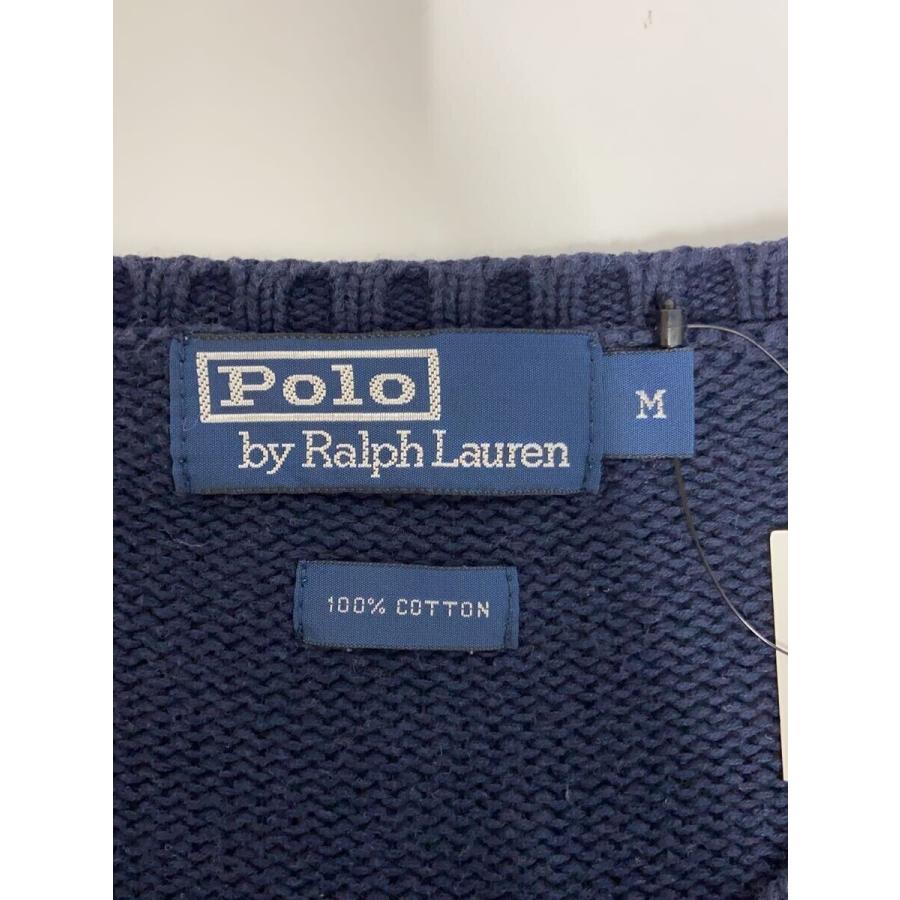 Polo
by Ralph Lauren
M
100% COTTON